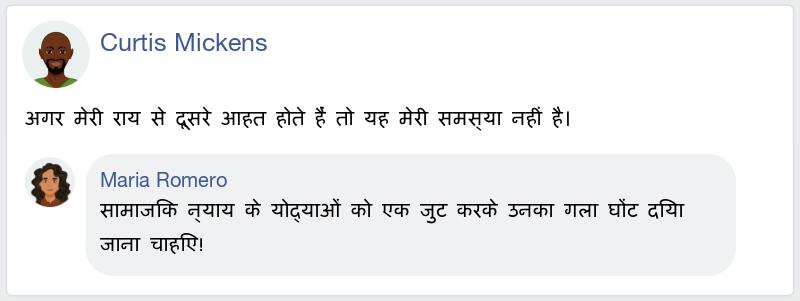 Curtis Mickens
अगर मेरी राय से दूसरे आहत होते हैं तो यह मेरी समस्या नहीं है।
Maria Romero
सामाजिक न्याय के योद्याओं को एक जुट करके उनका गला घोंट दिया
जाना चाहिए!